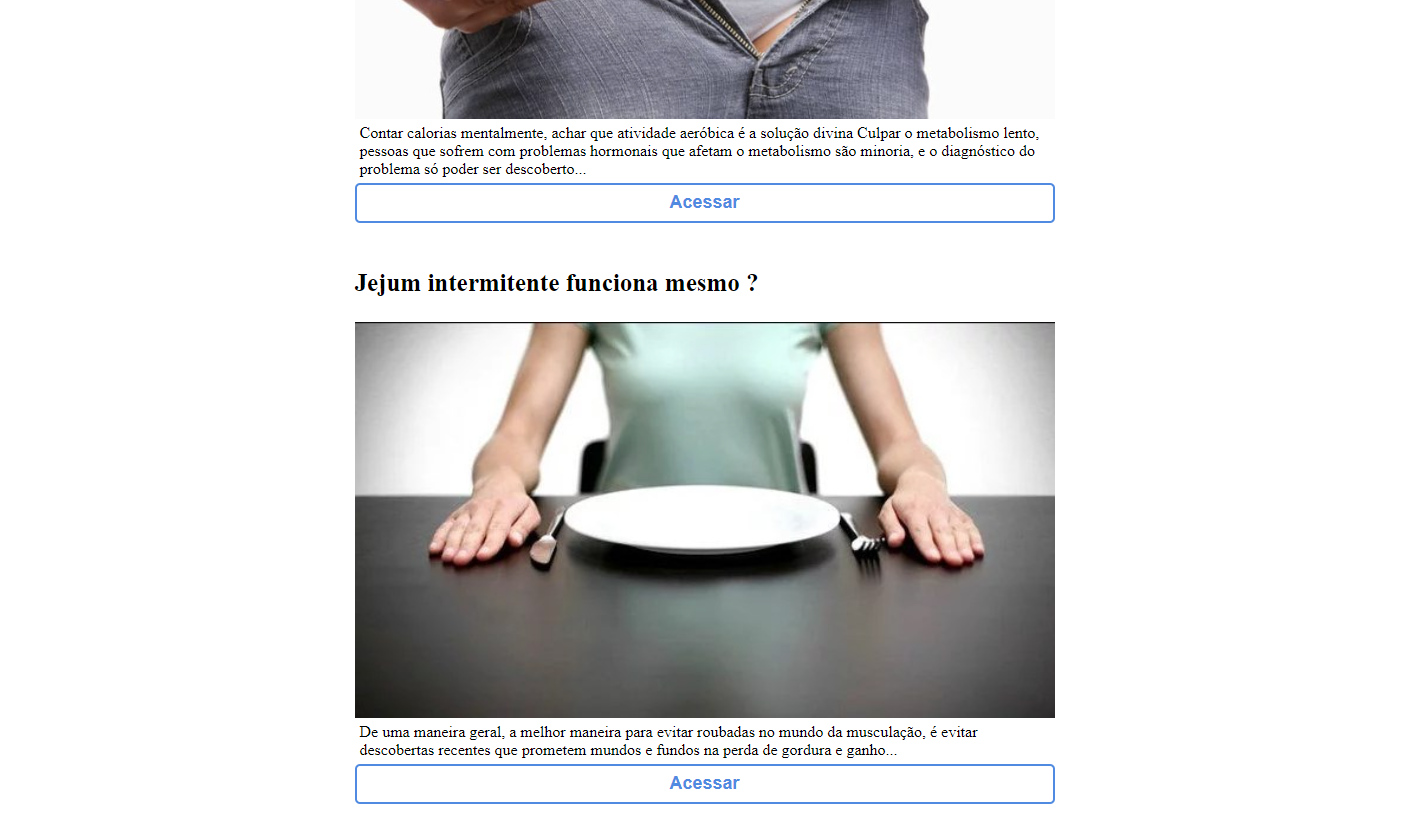 Contar calorias mentalmente, achar que atividade aeróbica é a solução divina Culpar o metabolismo lento,
pessoas que sofrem com problemas hormonais que afetam o metabolismo são minoria, e o diagnóstico do
problema só poder ser descoberto...
Acessar
Jejum intermitente funciona mesmo ?
De uma maneira geral, a melhor maneira para evitar roubadas no mundo da musculação, é evitar
descobertas recentes que prometem mundos e fundos na perda de gordura e ganho...
Acessar